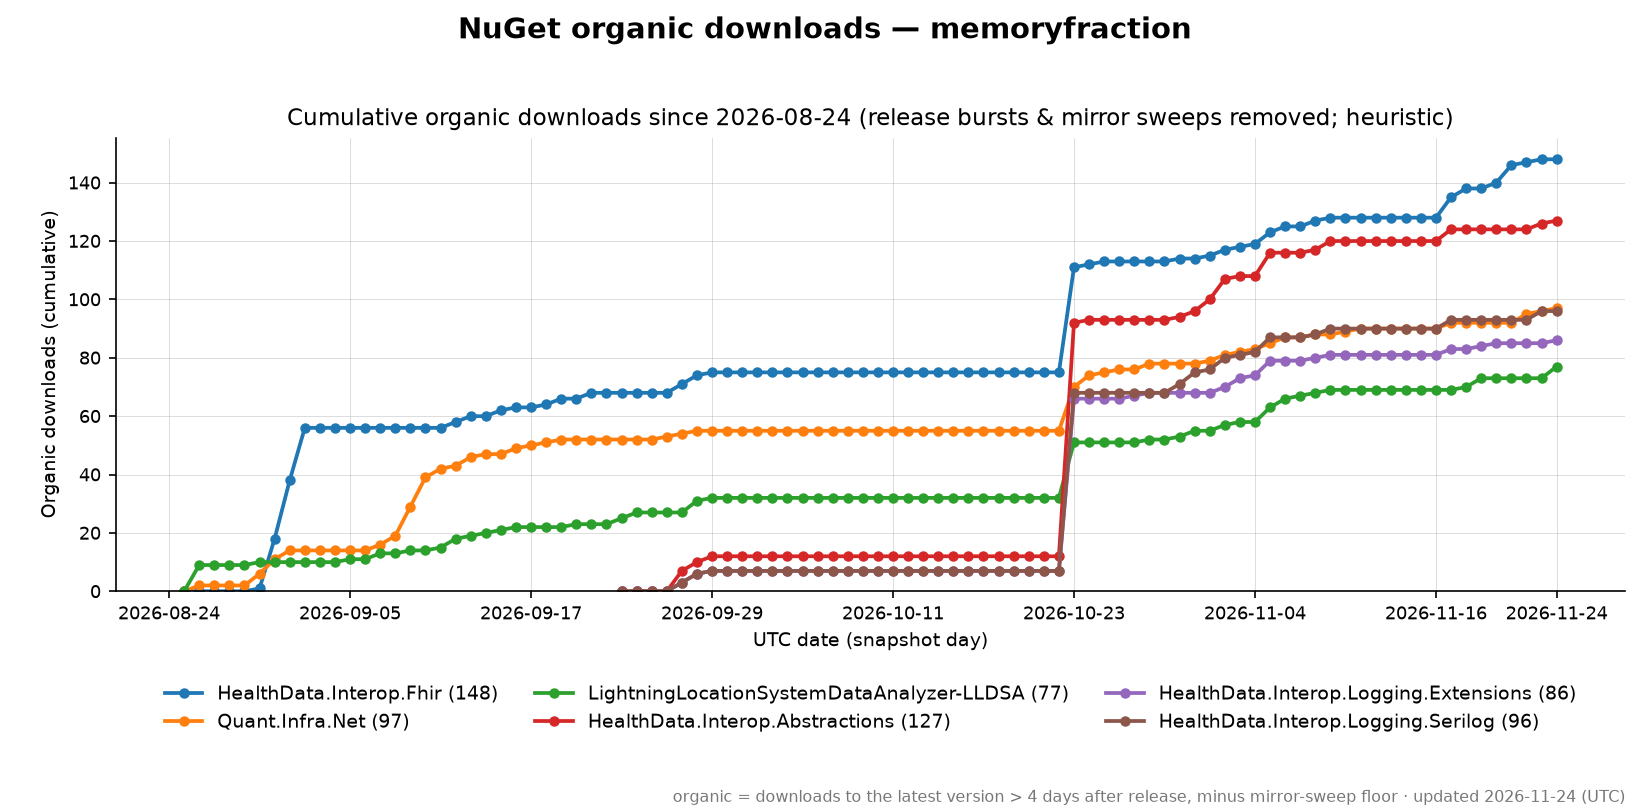 NuGet organic downloads — memoryfraction
Cumulative organic downloads since 2026-08-24 (release bursts & mirror sweeps removed; heuristic)
Organic downloads (cumulative)
140
120
100
80
60
40
20
0
2026-08-24 2026-09-05 2026-09-17 2026-09-29 2026-10-11 2026-10-23 2026-11-04 2026-11-16 2026-11-24
UTC date (snapshot day)
HealthData.Interop.Fhir (148) LightningLocationSystemDataAnalyzer-LLDSA (77) HealthData.Interop.Logging.Extensions (86)
Quant.Infra.Net (97) HealthData.Interop.Abstractions (127) HealthData.Interop.Logging.Serilog (96)
organic = downloads to the latest version > 4 days after release, minus mirror-sweep floor · updated 2026-11-24 (UTC)